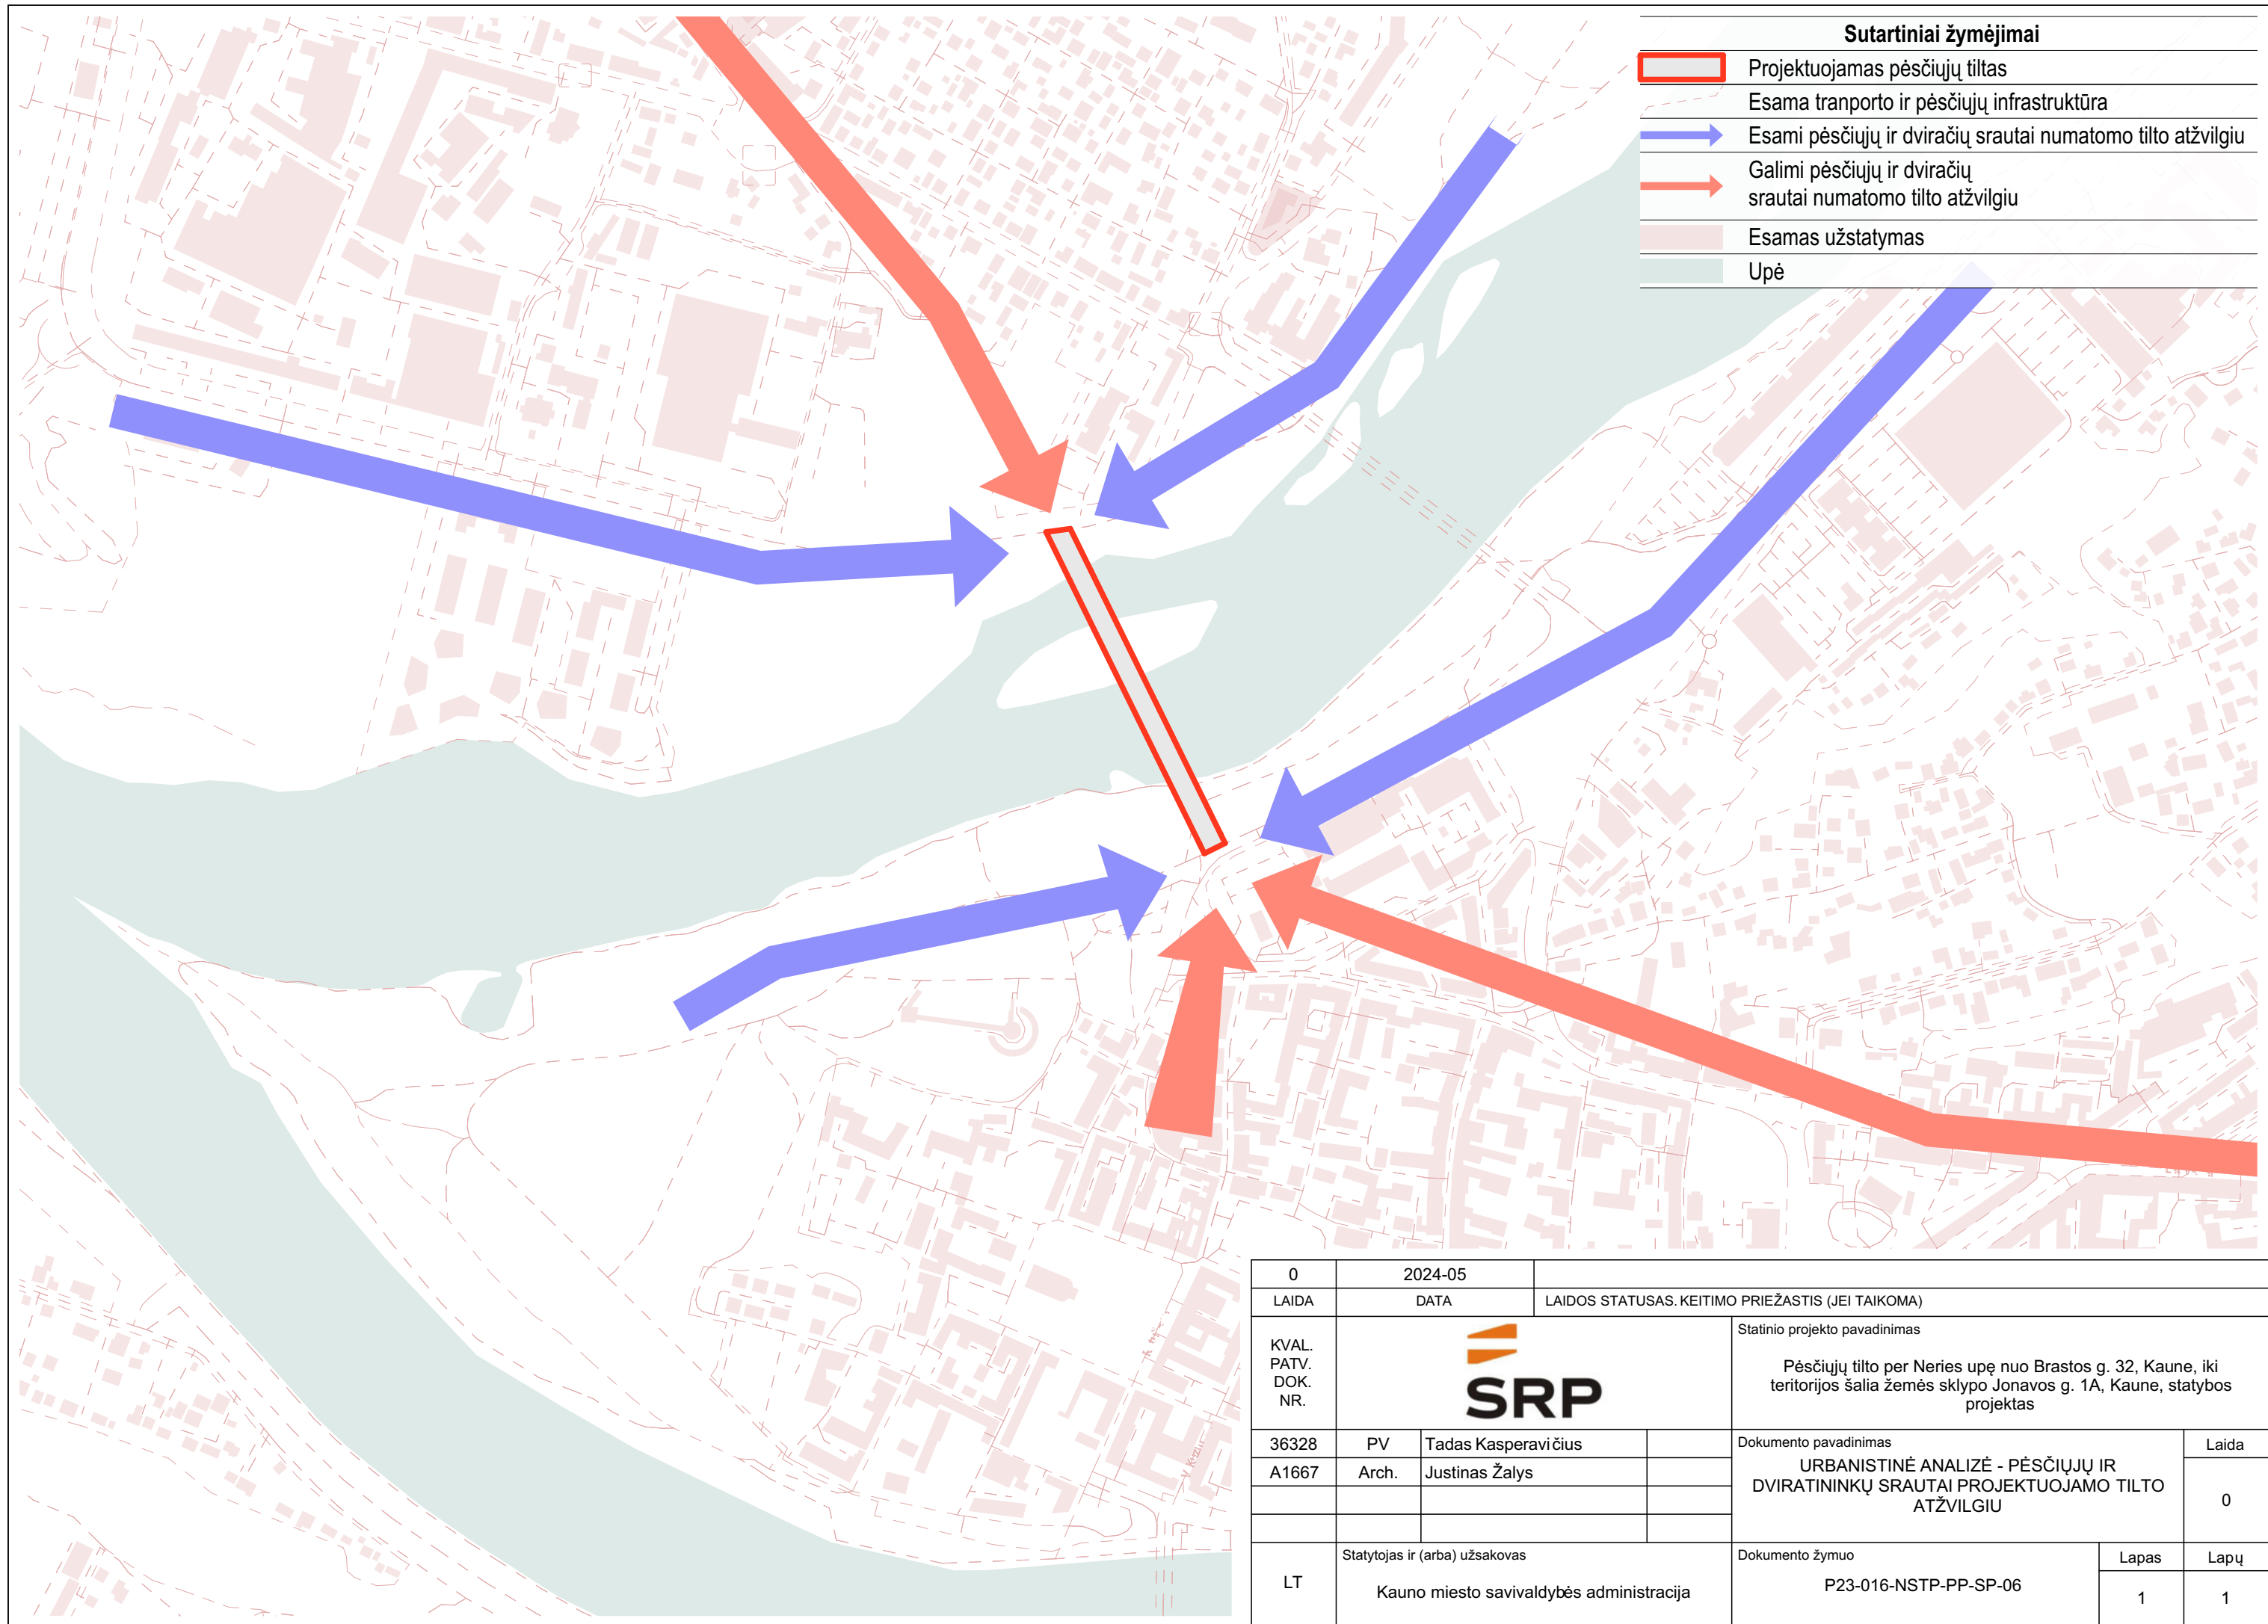 Sutartiniai žymėjimai
Projektuojamas pėsčiųjų tiltas
Esama tranporto ir pėsčiųjų infrastruktūra
Esami pėsčiųjų ir dviračių srautai numatomo tilto atžvilgiu
Galimi pėsčiųjų ir dviračių
srautai numatomo tilto atžvilgiu
Esamas užstatymas
Upė
0 2024-05
LAIDA DATA LAIDOS STATUSAS. KEITIMO PRIEŽASTIS (JEI TAIKOMA)
KVAL.
PATV.
DOK.
NR.
SRP
Statinio projekto pavadinimas
Pėsčiųjų tilto per Neries upę nuo Brastos g. 32, Kaune, iki
teritorijos šalia žemės sklypo Jonavos g. 1A, Kaune, statybos
projektas
36328 PV Tadas Kasperavičius
A1667 Arch. Justinas Žalys
Dokumento pavadinimas
URBANISTINĖ ANALIZĖ - PĖSČIŲJŲ IR
DVIRATININKŲ SRAUTAI PROJEKTUOJAMO TILTO
ATŽVILGIU
Laida
0
LT
Statytojas ir (arba) užsakovas
Kauno miesto savivaldybės administracija
Dokumento žymuo
P23-016-NSTP-PP-SP-06
Lapas Lapų
1 1